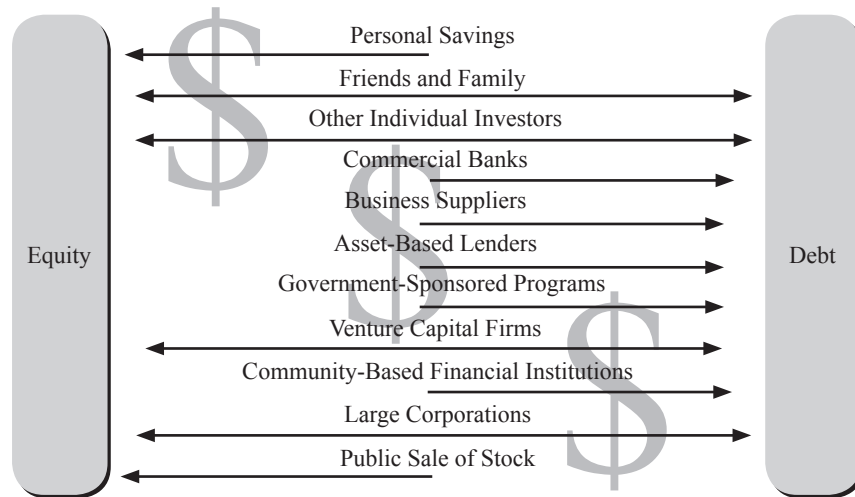 Personal Savings
Friends and Family
Other Individual Investors
Commercial Banks
Business Suppliers
Equity
Asset-Based Lenders
Debt
Government-Sponsored Programs
Venture Capital Firms
Community-Based Financial Institutions
Large Corporations
Public Sale of Stock
$
$
$